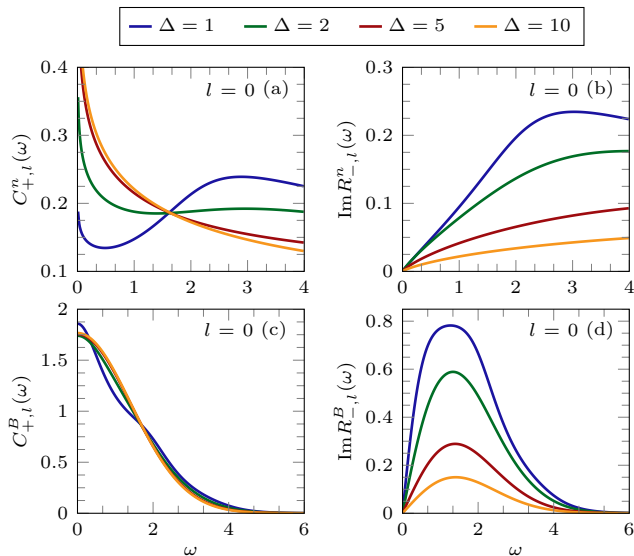 Δ = 1 Δ = 2 Δ = 5 Δ = 10
0.4
0.3
0.2
0.1
0 1 2 3 4
l = 0 (a)
C^n_{+,l}(ω)
0.3
0.2
0.1
0
0 1 2 3 4
l = 0 (b)
ImR^n_{−,l}(ω)
2
1.5
1
0.5
0
0 2 4 6
l = 0 (c)
C^B_{+,l}(ω)
ω
0.8
0.6
0.4
0.2
0
0 2 4 6
l = 0 (d)
ImR^B_{−,l}(ω)
ω